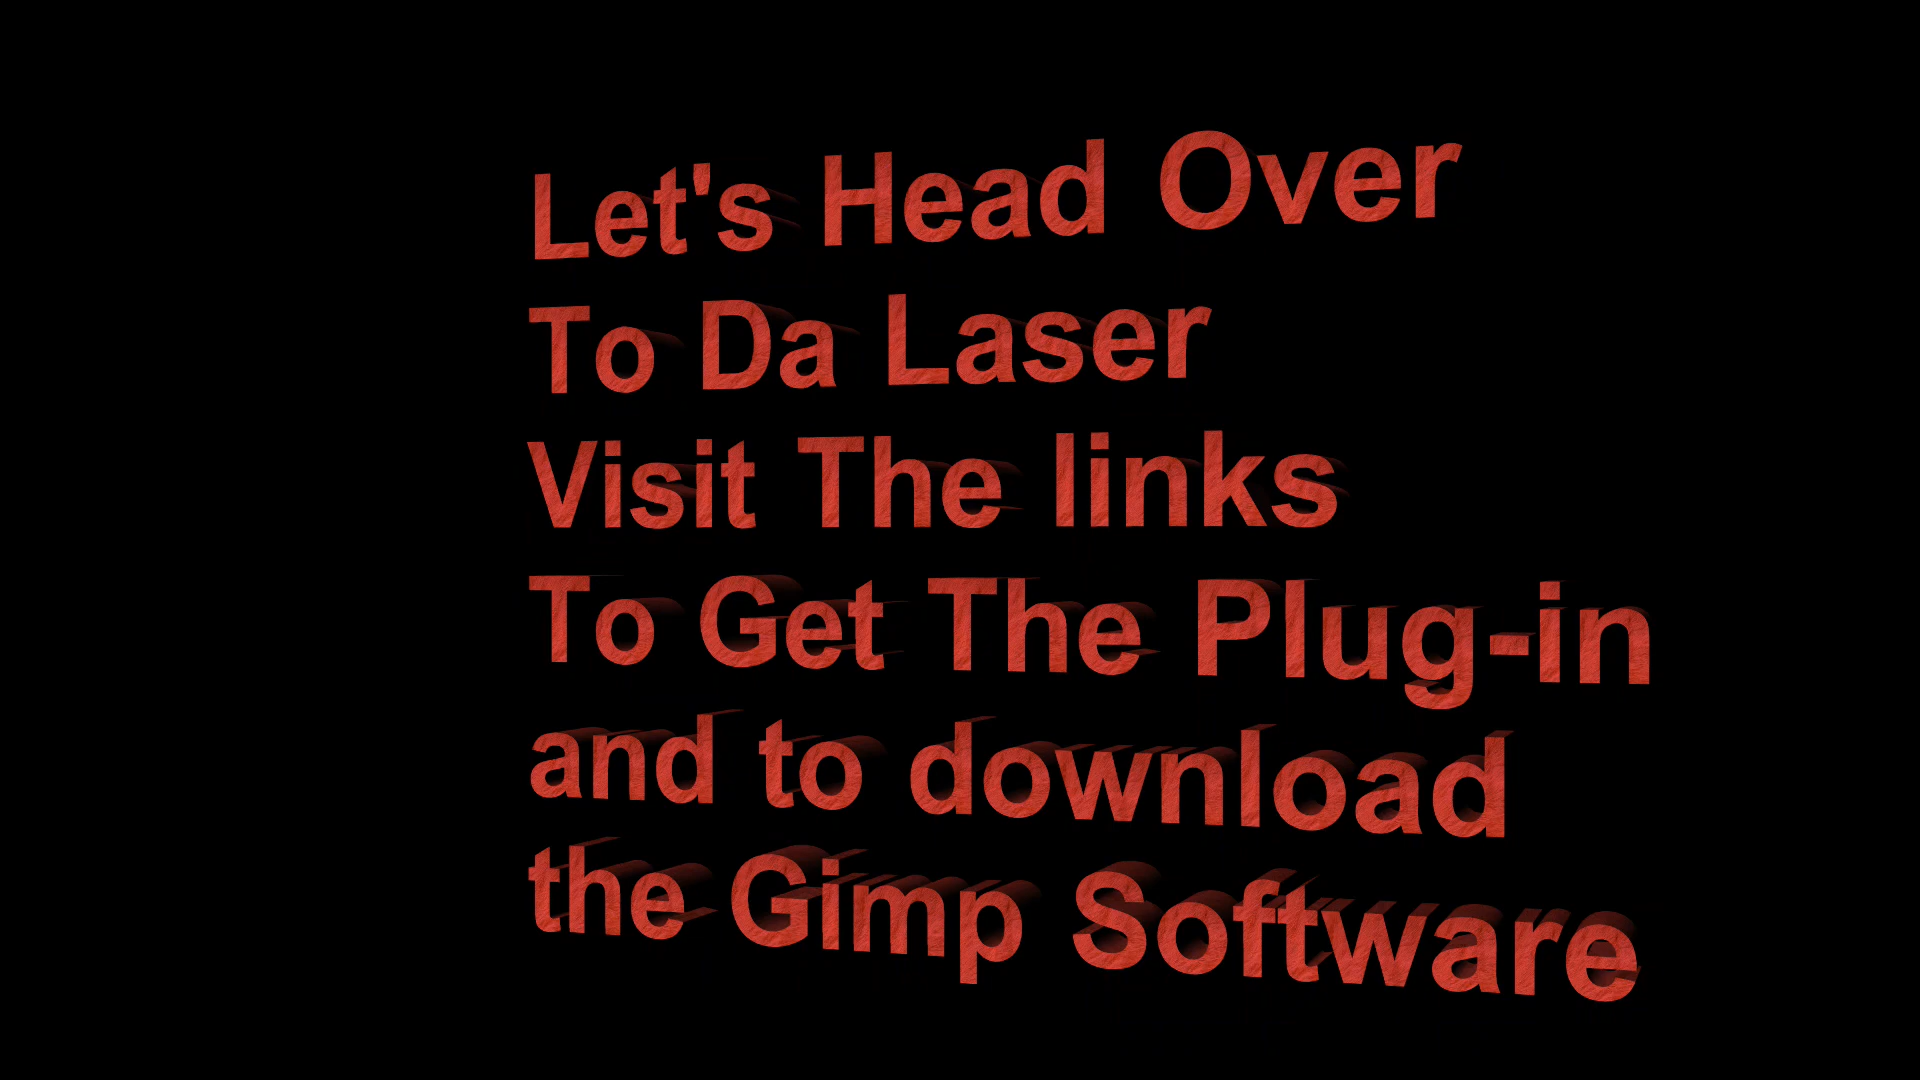 Let's Head Over
To Da Laser
Visit The links
To Get The Plug-in
and to download
the Gimp Software